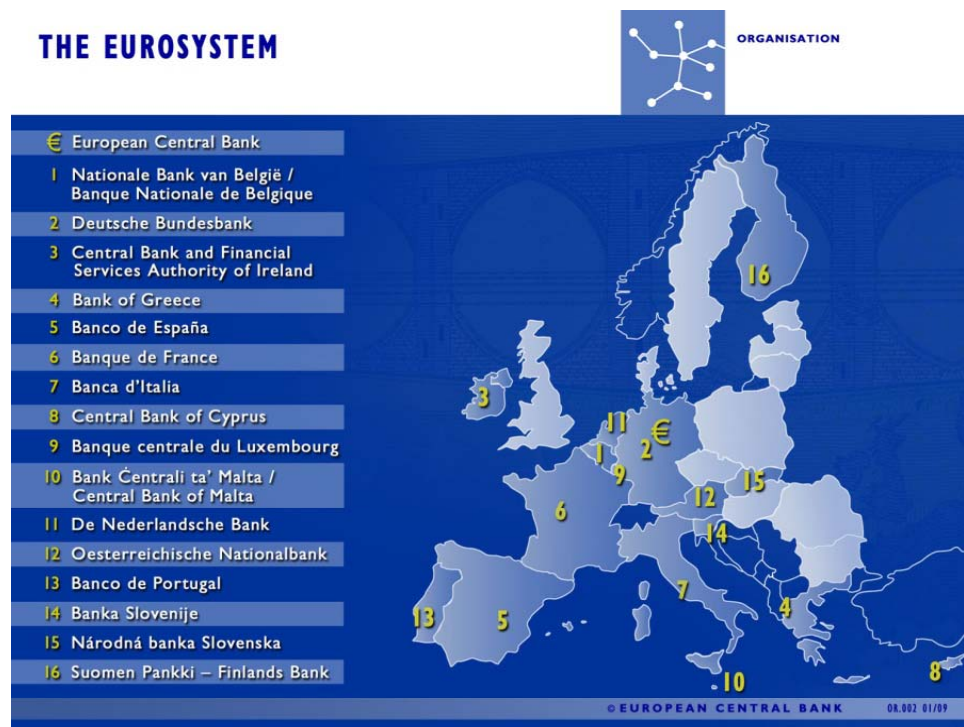 THE EUROSYSTEM
ORGANISATION
€ European Central Bank
1 Nationale Bank van België /
Banque Nationale de Belgique
2 Deutsche Bundesbank
3 Central Bank and Financial
Services Authority of Ireland
4 Bank of Greece
5 Banco de España
6 Banque de France
7 Banca d'Italia
8 Central Bank of Cyprus
9 Banque centrale du Luxembourg
10 Bank Ċentrali ta' Malta /
Central Bank of Malta
11 De Nederlandsche Bank
12 Oesterreichische Nationalbank
13 Banco de Portugal
14 Banka Slovenije
15 Národná banka Slovenska
16 Suomen Pankki – Finlands Bank
16
3
11
€
1
2
9
15
12
6
14
7
13
5
4
10
8
© EUROPEAN CENTRAL BANK OR.002 01/09